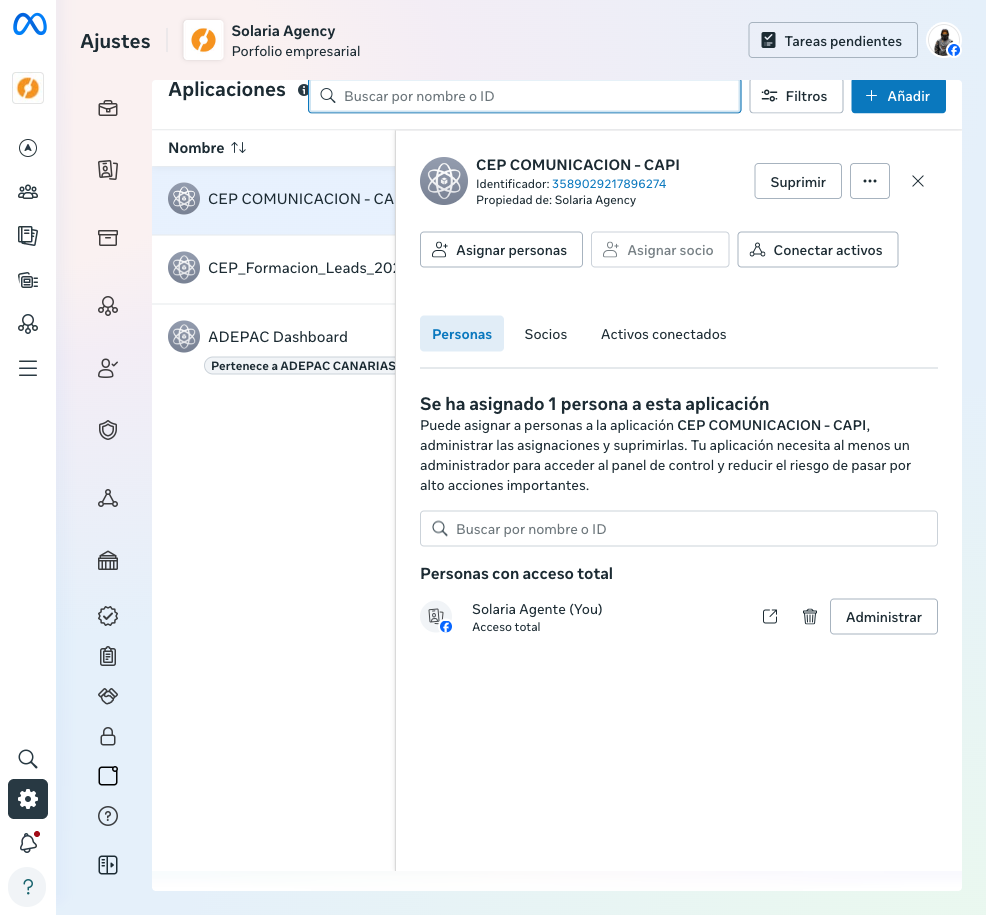 Ajustes
Solaria Agency
Porfolio empresarial
Tareas pendientes
Aplicaciones
Buscar por nombre o ID
Filtros
Añadir
Nombre
CEP COMUNICACION - CA
CEP_Formacion_Leads_202
ADEPAC Dashboard
Pertenece a ADEPAC CANARIAS
CEP COMUNICACION - CAPI
Identificador: 3589029217896274
Propiedad de: Solaria Agency
Suprimir
Asignar personas
Asignar socio
Conectar activos
Personas
Socios
Activos conectados
Se ha asignado 1 persona a esta aplicación
Puede asignar a personas a la aplicación CEP COMUNICACION - CAPI,
administrar las asignaciones y suprimirlas. Tu aplicación necesita al menos un
administrador para acceder al panel de control y reducir el riesgo de pasar por
alto acciones importantes.
Buscar por nombre o ID
Personas con acceso total
Solaria Agente (You)
Acceso total
Administrar